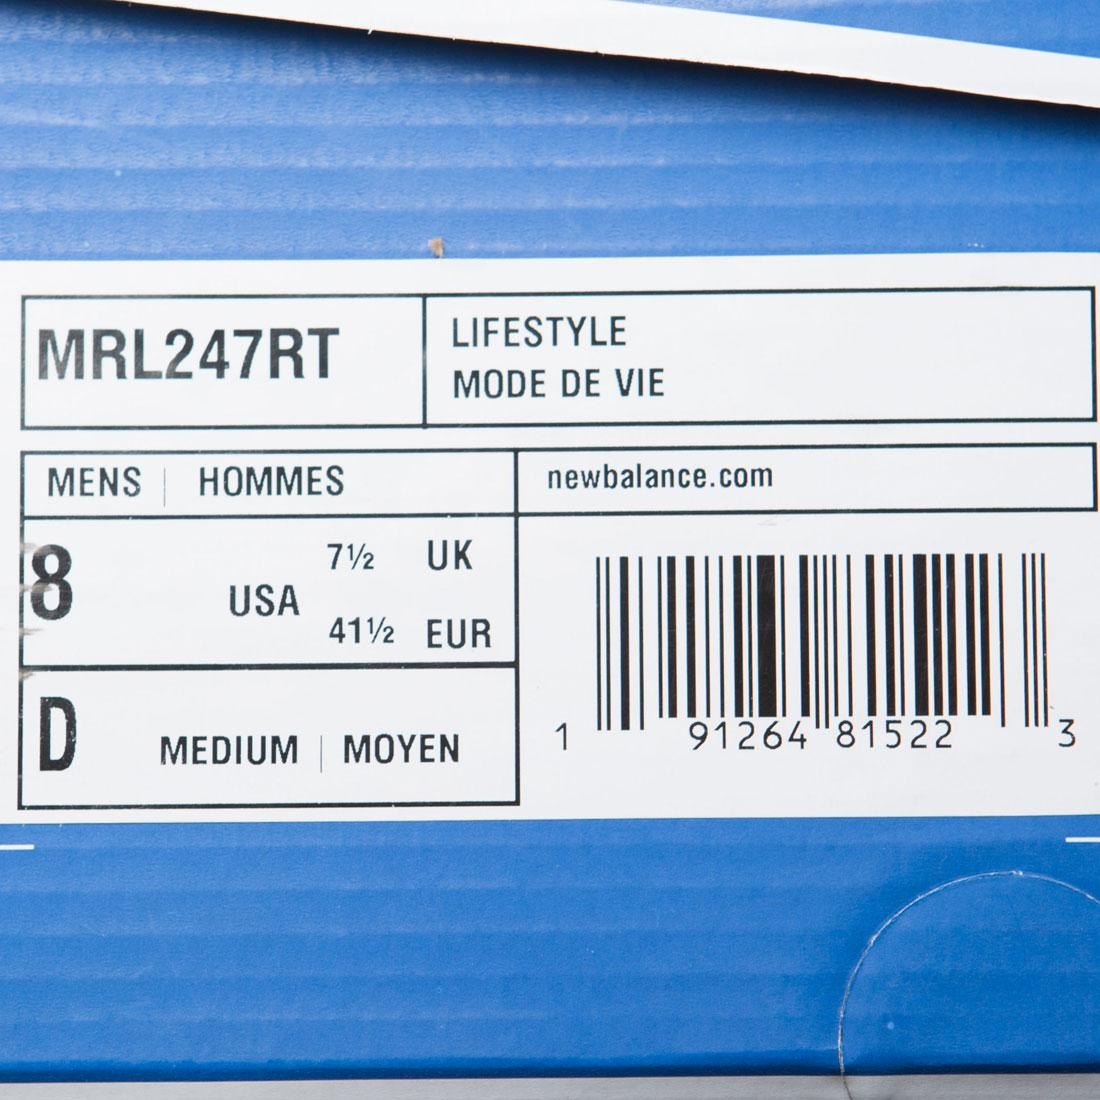 MRL247RT
LIFESTYLE
MODE DE VIE
MENS | HOMMES
newbalance.com
8 USA
7½ UK
41½ EUR
D MEDIUM | MOYEN
1 91264 81522 3